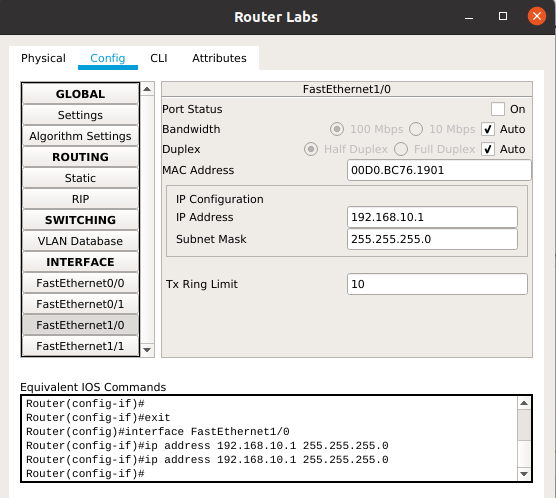 Router Labs
Physical Config CLI Attributes
GLOBAL
Settings
Algorithm Settings
ROUTING
Static
RIP
SWITCHING
VLAN Database
INTERFACE
FastEthernet0/0
FastEthernet0/1
FastEthernet1/0
FastEthernet1/1
FastEthernet1/0
Port Status On
Bandwidth 100 Mbps 10 Mbps Auto
Duplex Half Duplex Full Duplex Auto
MAC Address 00D0.BC76.1901
IP Configuration
IP Address 192.168.10.1
Subnet Mask 255.255.255.0
Tx Ring Limit 10
Equivalent IOS Commands
Router(config-if)#
Router(config-if)#exit
Router(config)#interface FastEthernet1/0
Router(config-if)#ip address 192.168.10.1 255.255.255.0
Router(config-if)#ip address 192.168.10.1 255.255.255.0
Router(config-if)#